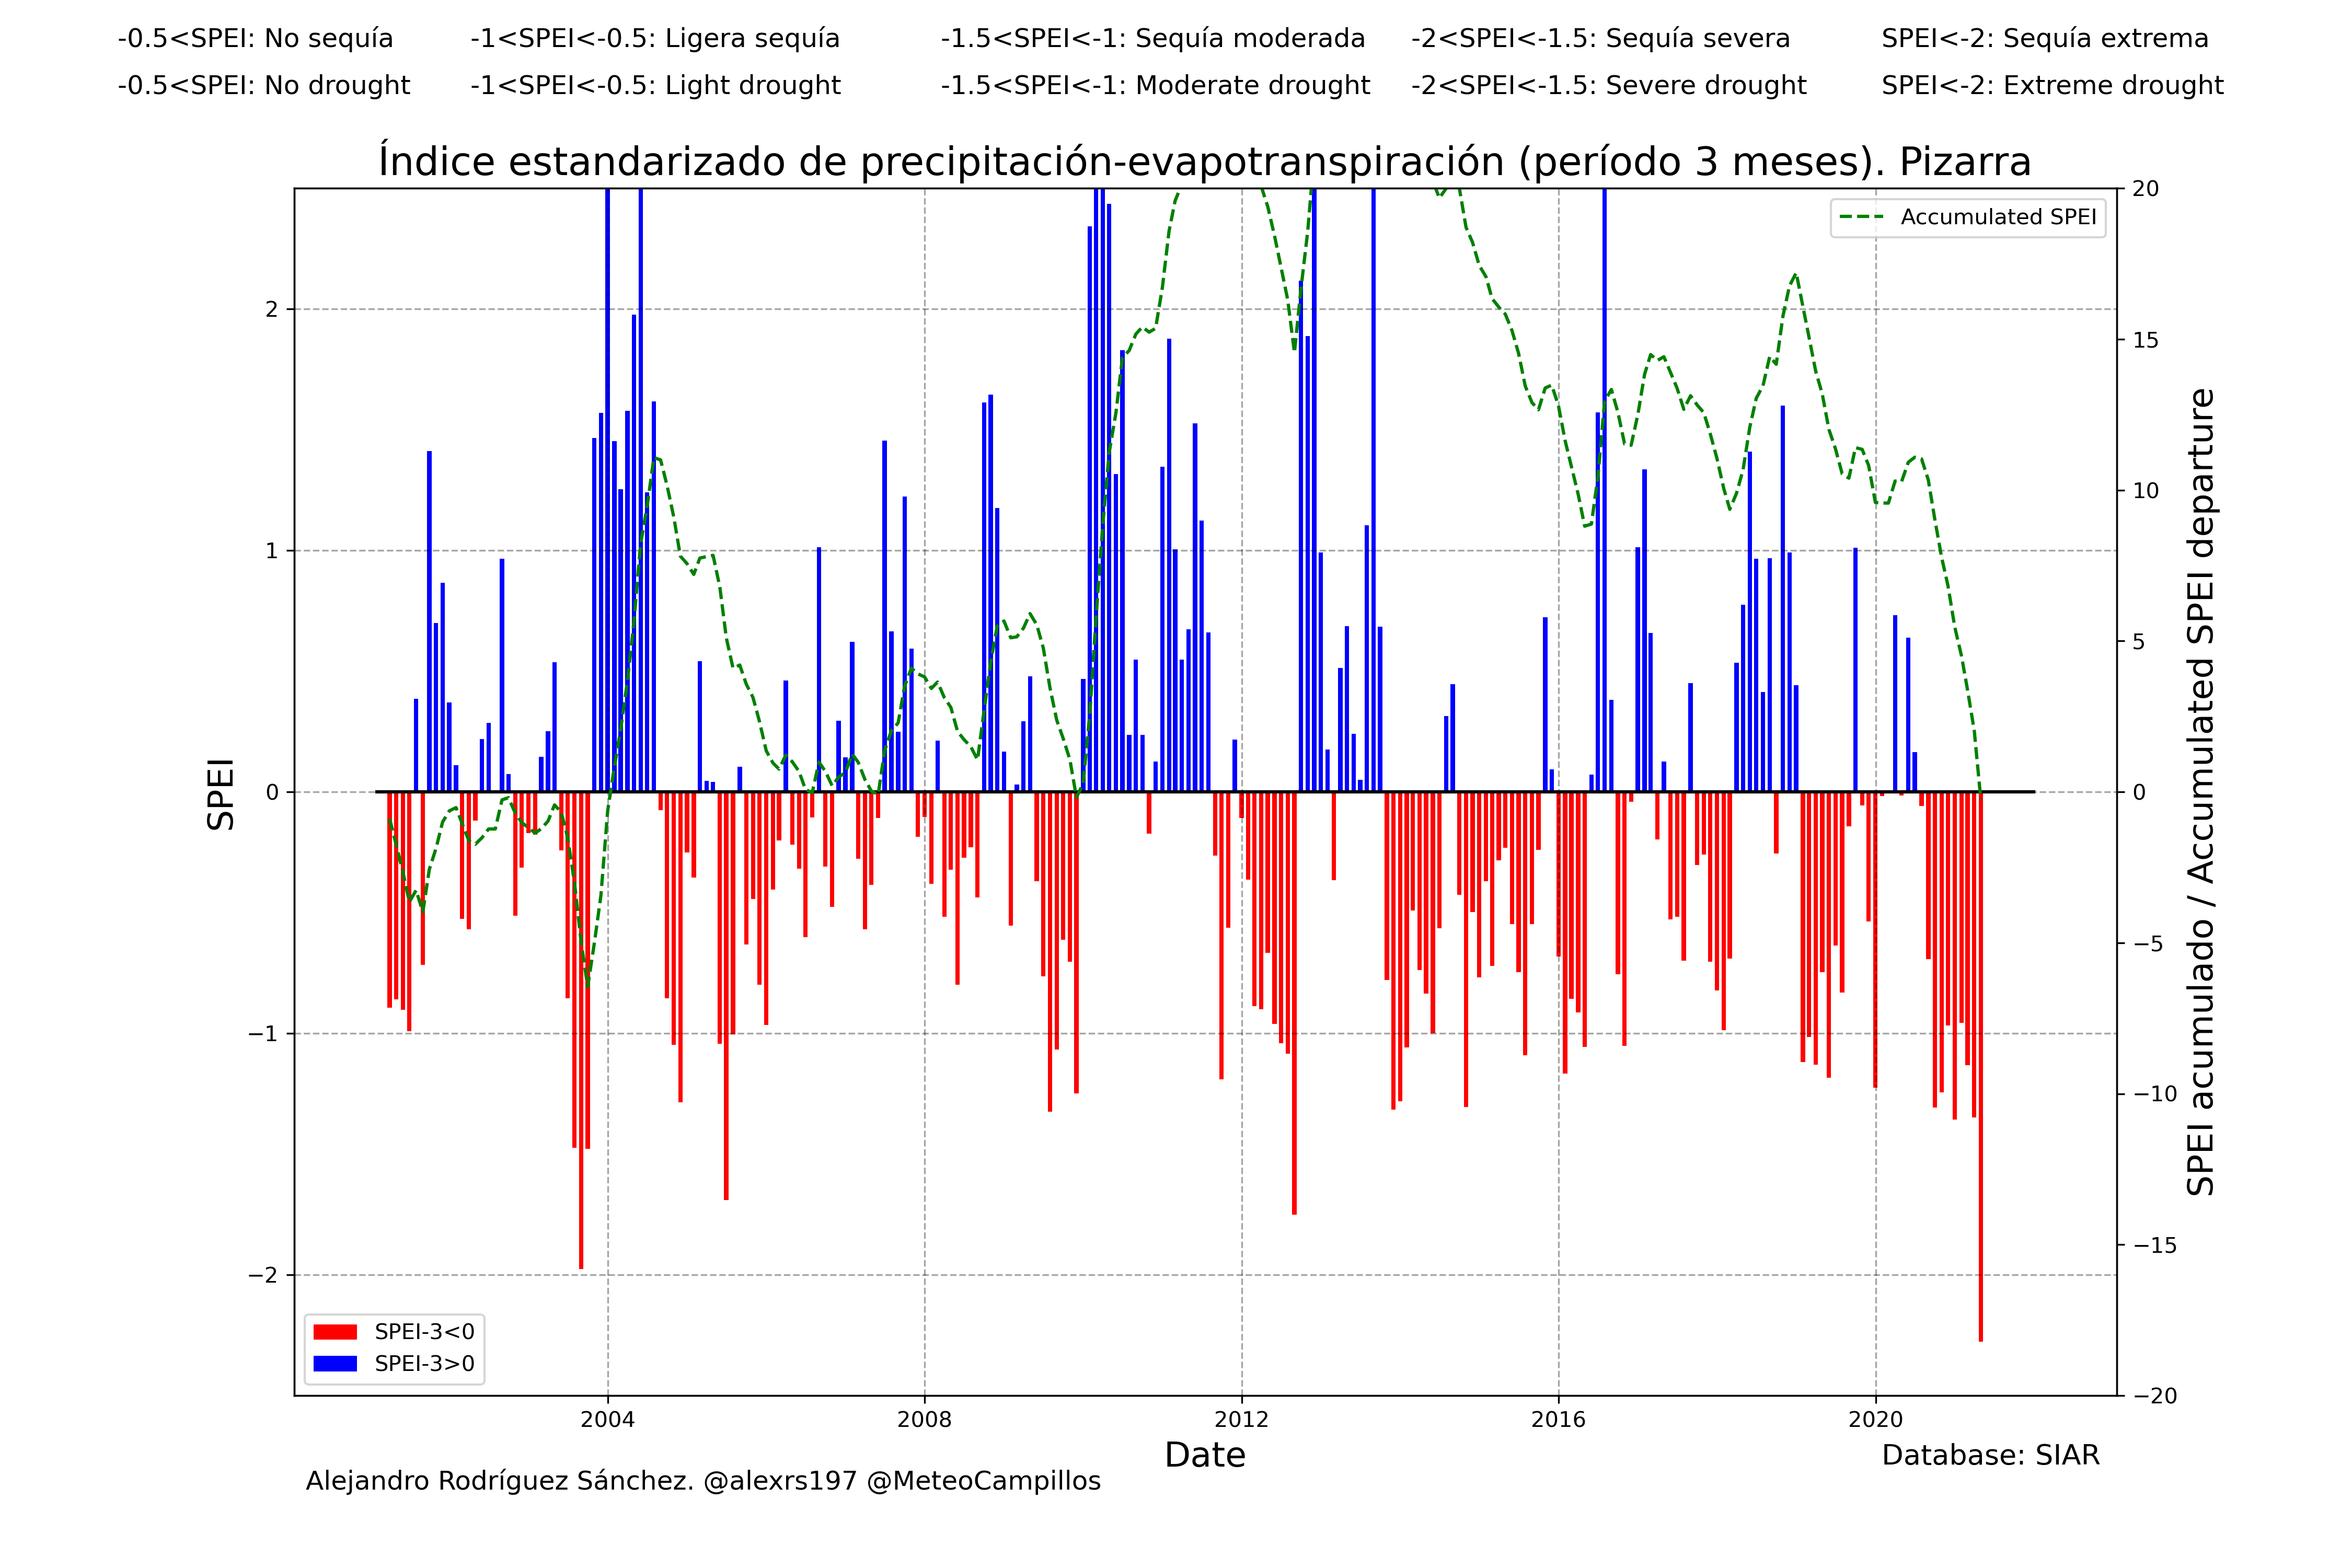 -0.5<SPEI: No sequía -1<SPEI<-0.5: Ligera sequía -1.5<SPEI<-1: Sequía moderada -2<SPEI<-1.5: Sequía severa SPEI<-2: Sequía extrema
-0.5<SPEI: No drought -1<SPEI<-0.5: Light drought -1.5<SPEI<-1: Moderate drought -2<SPEI<-1.5: Severe drought SPEI<-2: Extreme drought
Índice estandarizado de precipitación-evapotranspiración (período 3 meses). Pizarra
SPEI
2
1
0
−1
−2
Accumulated SPEI
20
15
10
5
0
−5
−10
−15
−20
SPEI acumulado / Accumulated SPEI departure
SPEI-3<0
SPEI-3>0
2004 2008 2012 2016 2020
Date
Database: SIAR
Alejandro Rodríguez Sánchez. @alexrs197 @MeteoCampillos